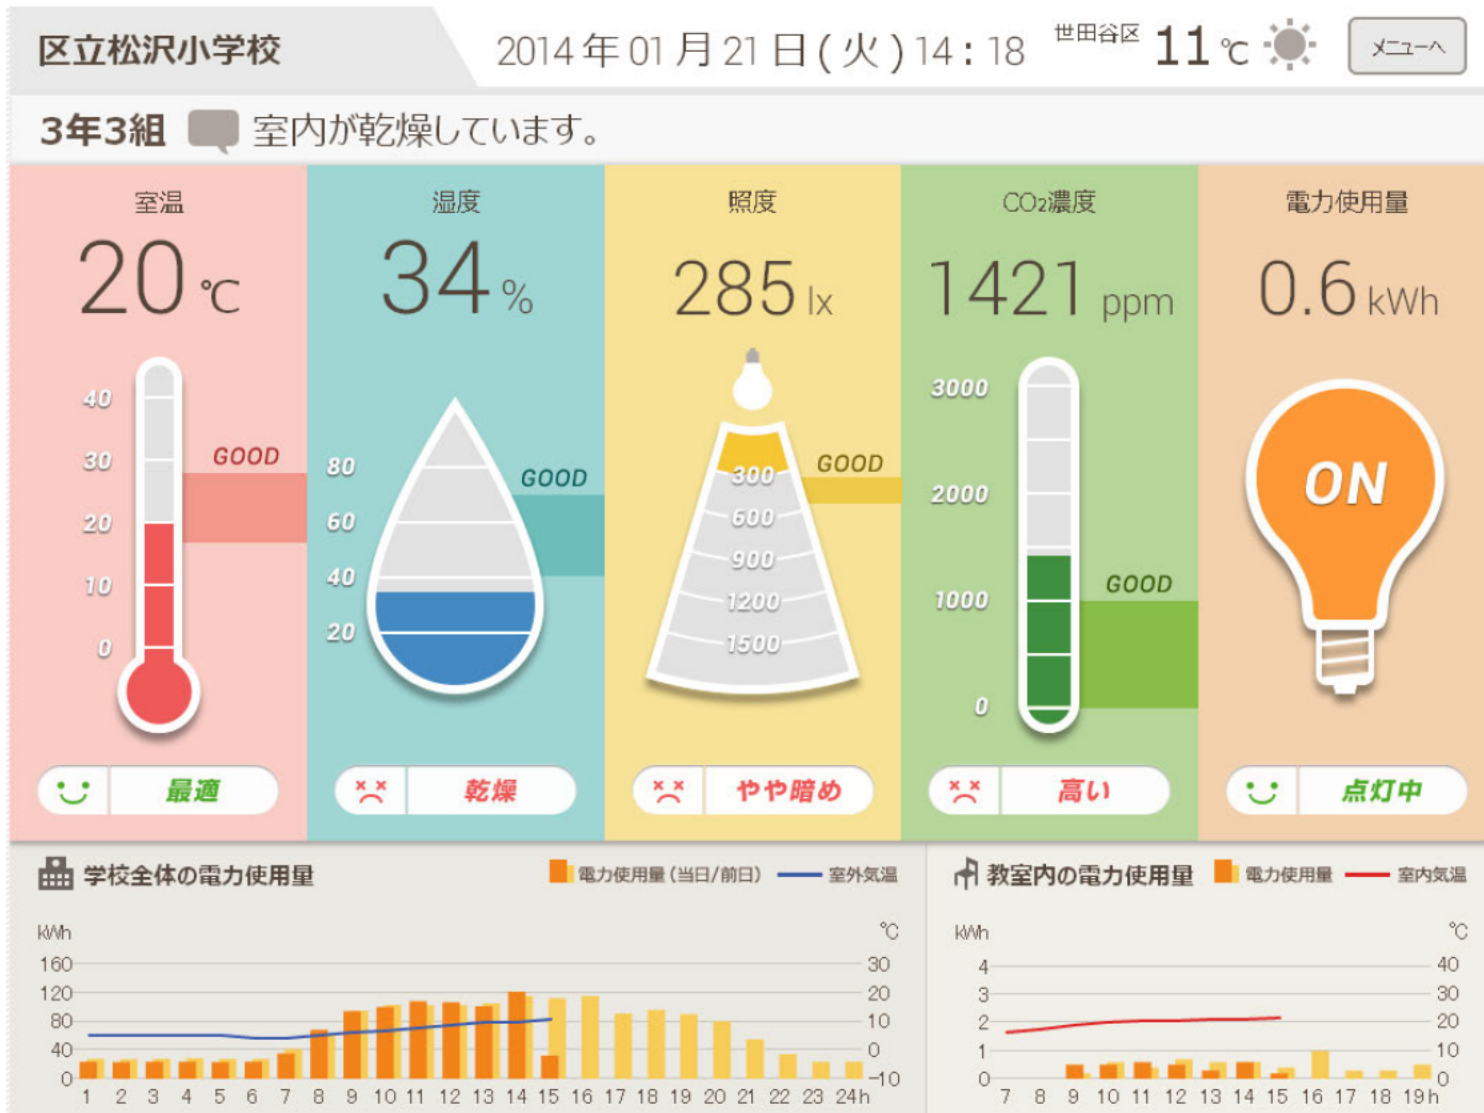 区立松沢小学校
2014年01月21日(火)14:18
世田谷区 11℃
メニューへ
3年3組 室内が乾燥しています。
室温
20℃
40
30
20
10
0
GOOD
最適
湿度
34%
80
60
40
20
GOOD
乾燥
照度
285lx
300
600
900
1200
1500
GOOD
やや暗め
CO₂濃度
1421ppm
3000
2000
1000
0
GOOD
高い
電力使用量
0.6kWh
ON
点灯中
学校全体の電力使用量
電力使用量(当日/前日) 室外気温
kWh ℃
160 30
120 20
80 10
40 0
0 -10
1 2 3 4 5 6 7 8 9 10 11 12 13 14 15 16 17 18 19 20 21 22 23 24h
教室内の電力使用量
電力使用量 室内気温
kWh ℃
4 40
3 30
2 20
1 10
0 0
7 8 9 10 11 12 13 14 15 16 17 18 19h